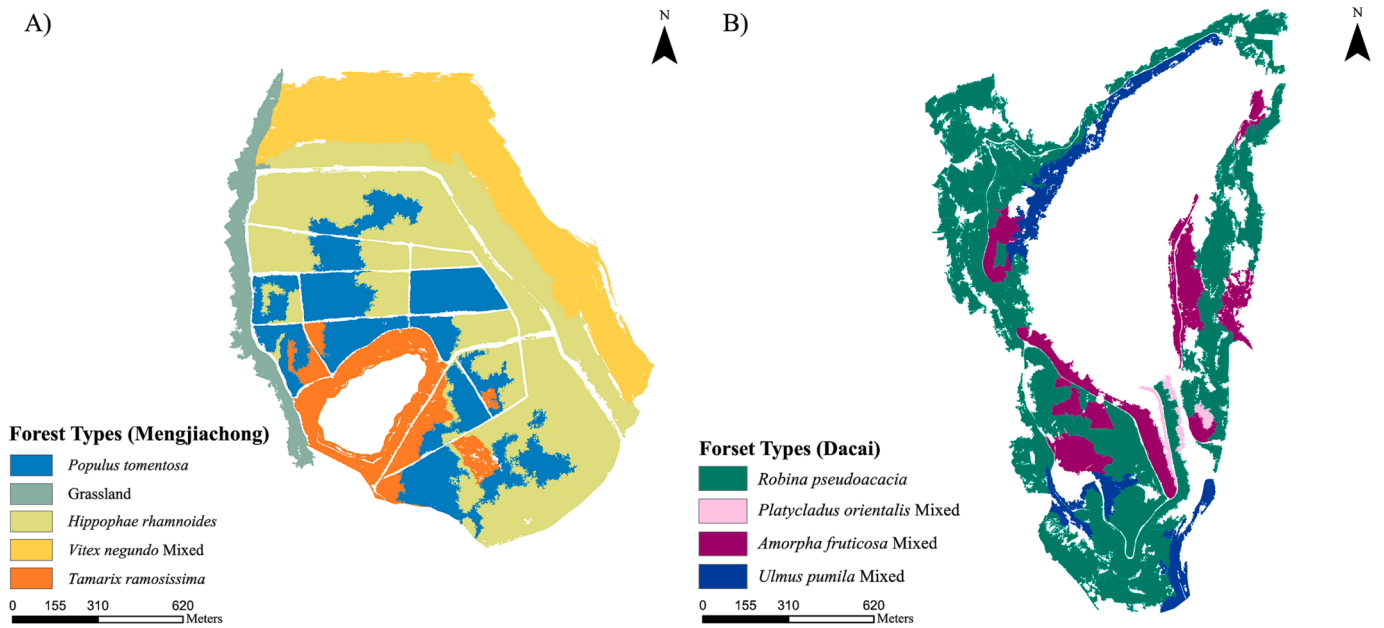 A)
N
Forest Types (Mengjiachong)
Populus tomentosa
Grassland
Hippophae rhamnoides
Vitex negundo Mixed
Tamarix ramosissima
0 155 310 620
Meters
B)
N
Forset Types (Dacai)
Robina pseudoacacia
Platycladus orientalis Mixed
Amorpha fruticosa Mixed
Ulmus pumila Mixed
0 155 310 620
Meters